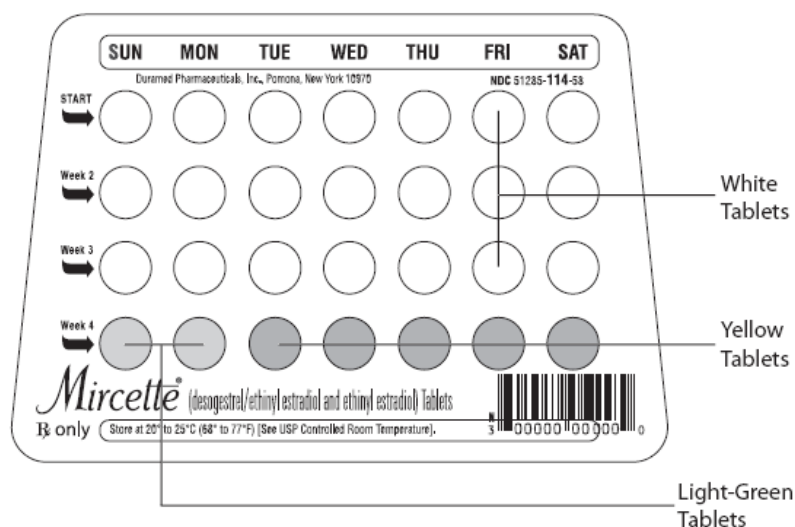 SUN MON TUE WED THU FRI SAT
Duramed Pharmaceuticals, Inc., Pomona, New York 10970 NDC 51285-114-58
START
Week 2
White
Tablets
Week 3
Week 4
Yellow
Tablets
Mircette® (desogestrel/ethinyl estradiol and ethinyl estradiol) Tablets
Rx only
Store at 20° to 25°C (68° to 77°F) [See USP Controlled Room Temperature].
N
3 00000 00000 0
Light-Green
Tablets